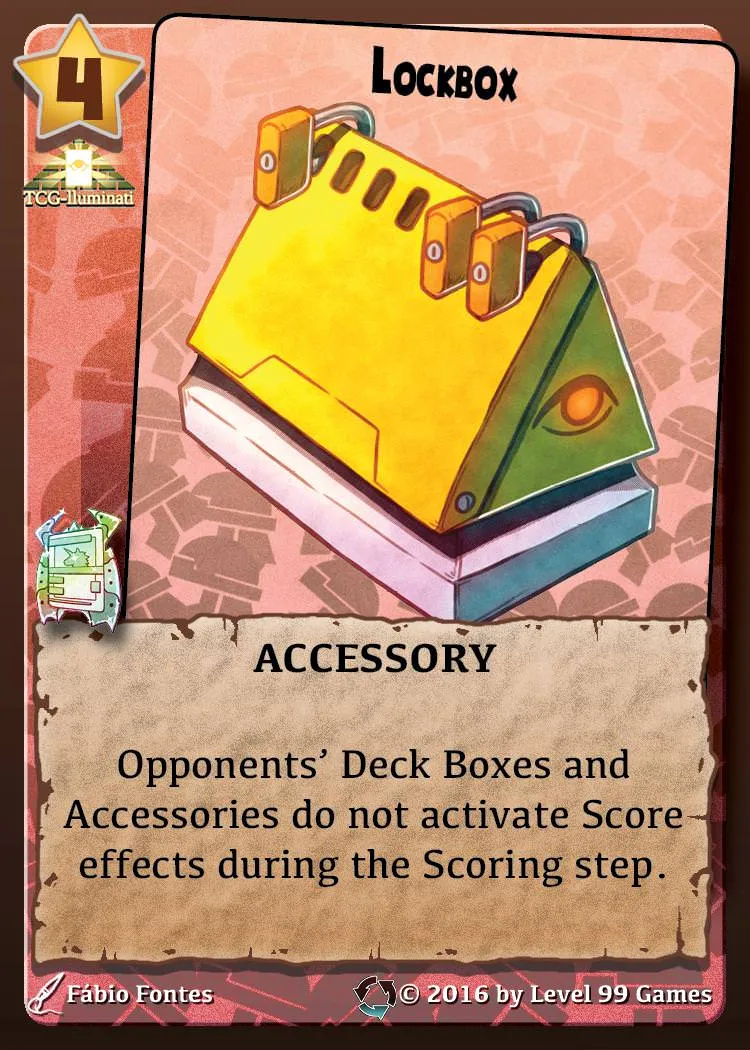 4
Lockbox
TCG-Iluminati
ACCESSORY
Opponents’ Deck Boxes and
Accessories do not activate Score
effects during the Scoring step.
Fábio Fontes
© 2016 by Level 99 Games